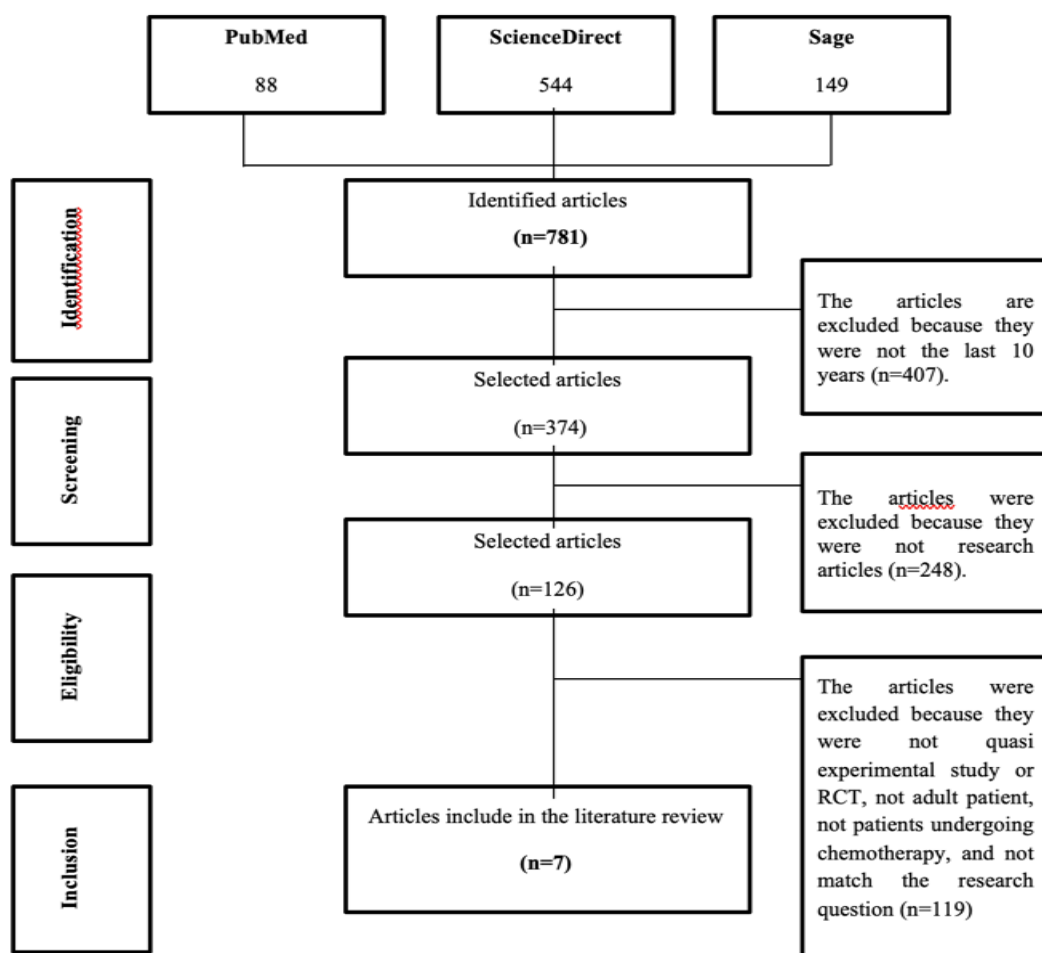 PubMed
88
ScienceDirect
544
Sage
149
Identification
Identified articles
(n=781)
The articles are
excluded because they
were not the last 10
years (n=407).
Screening
Selected articles
(n=374)
The articles were
excluded because they
were not research
articles (n=248).
Selected articles
(n=126)
Eligibility
The articles were
excluded because they
were not quasi
experimental study or
RCT, not adult patient,
not patients undergoing
chemotherapy, and not
match the research
question (n=119)
Inclusion
Articles include in the literature review
(n=7)